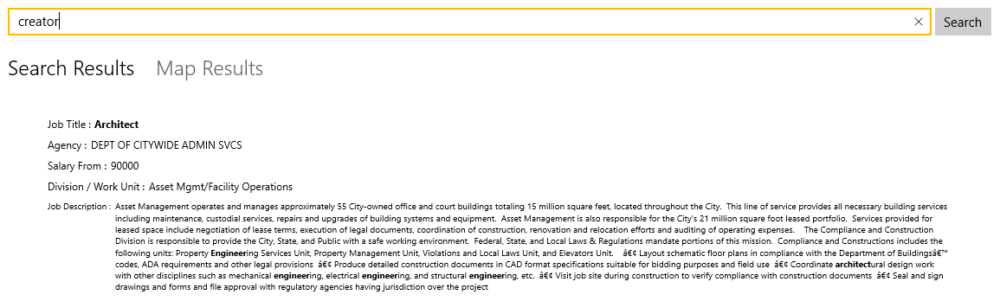 creator
Search
Search Results Map Results
Job Title : Architect
Agency : DEPT OF CITYWIDE ADMIN SVCS
Salary From : 90000
Division / Work Unit : Asset Mgmt/Facility Operations
Job Description : Asset Management operates and manages approximately 55 City-owned office and court buildings totaling 15 million square feet, located throughout the City. This line of service provides all necessary building services
including maintenance, custodial services, repairs and upgrades of building systems and equipment. Asset Management is also responsible for the City's 21 million square foot leased portfolio. Services provided for
leased space include negotiation of lease terms, execution of legal documents, coordination of construction, renovation and relocation efforts and auditing of operating expenses. The Compliance and Construction
Division is responsible to provide the City, State, and Public with a safe working environment. Federal, State, and Local Laws & Regulations mandate portions of this mission. Compliance and Constructions includes the
following units: Property Engineering Services Unit, Property Management Unit, Violations and Local Laws Unit, and Elevators Unit. â€¢ Layout schematic floor plans in compliance with the Department of Buildingsâ€™
codes, ADA requirements and other legal provisions â€¢ Produce detailed construction documents in CAD format specifications suitable for bidding purposes and field use â€¢ Coordinate architectural design work
with other disciplines such as mechanical engineering, electrical engineering, and structural engineering, etc. â€¢ Visit job site during construction to verify compliance with construction documents â€¢ Seal and sign
drawings and forms and file approval with regulatory agencies having jurisdiction over the project